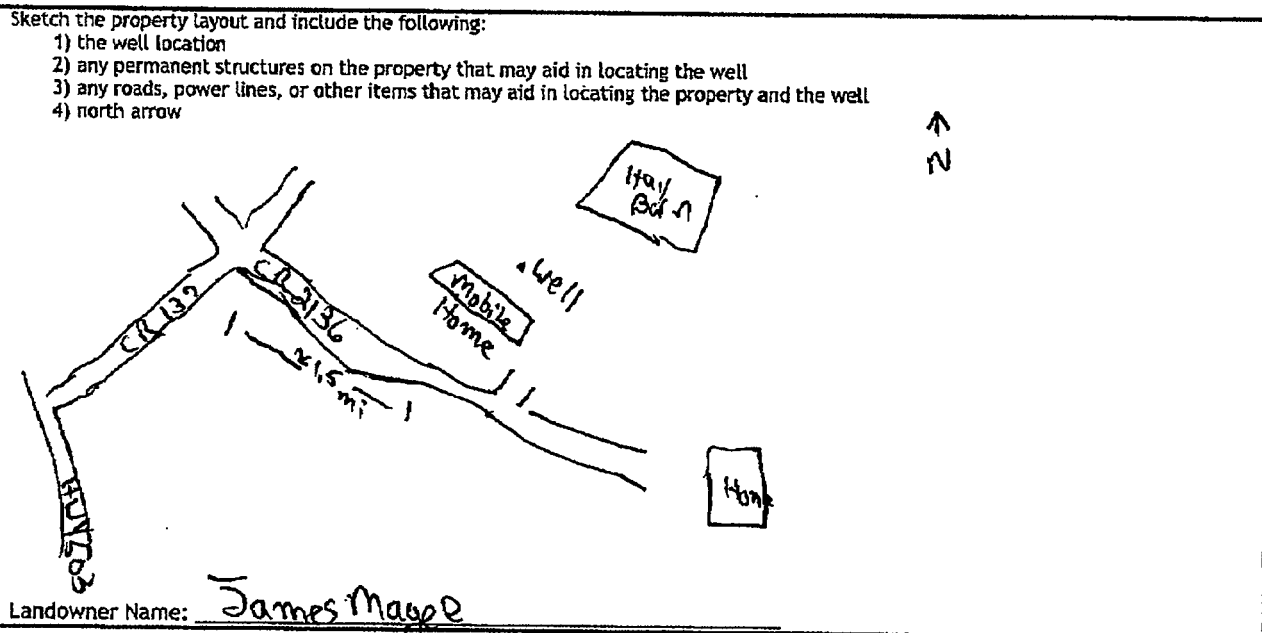 Sketch the property layout and include the following:
1) the well location
2) any permanent structures on the property that may aid in locating the well
3) any roads, power lines, or other items that may aid in locating the property and the well
4) north arrow
N
Hay
Barn
Well
Mobile
Home
CR 2136
CR 132
≈1.5
mi
Home
HWY 503
Landowner Name: James Magee